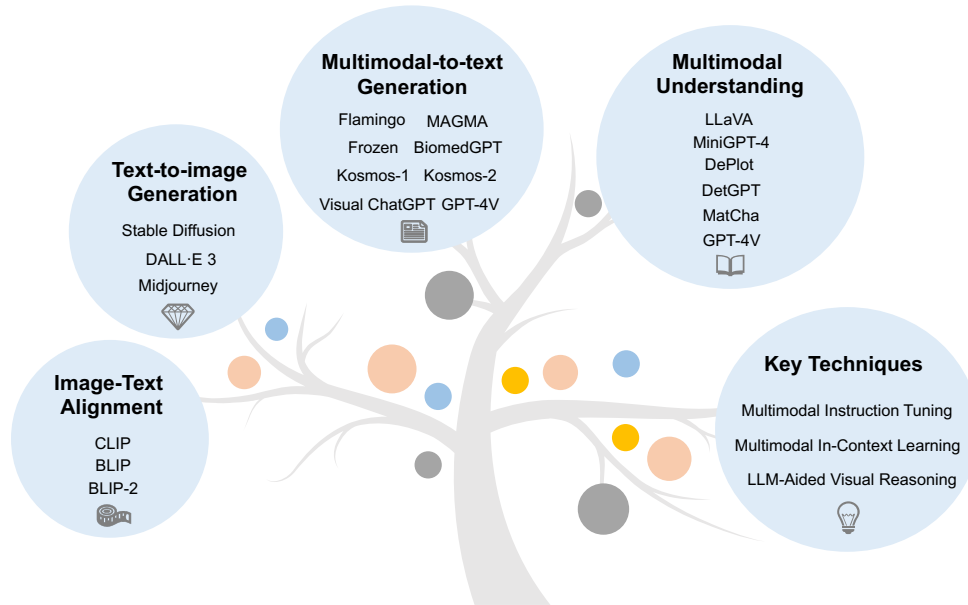 Multimodal-to-text
Generation
Flamingo MAGMA
Frozen BiomedGPT
Kosmos-1 Kosmos-2
Visual ChatGPT GPT-4V
Multimodal
Understanding
LLaVA
MiniGPT-4
DePlot
DetGPT
MatCha
GPT-4V
Text-to-image
Generation
Stable Diffusion
DALL·E 3
Midjourney
Image-Text
Alignment
CLIP
BLIP
BLIP-2
Key Techniques
Multimodal Instruction Tuning
Multimodal In-Context Learning
LLM-Aided Visual Reasoning